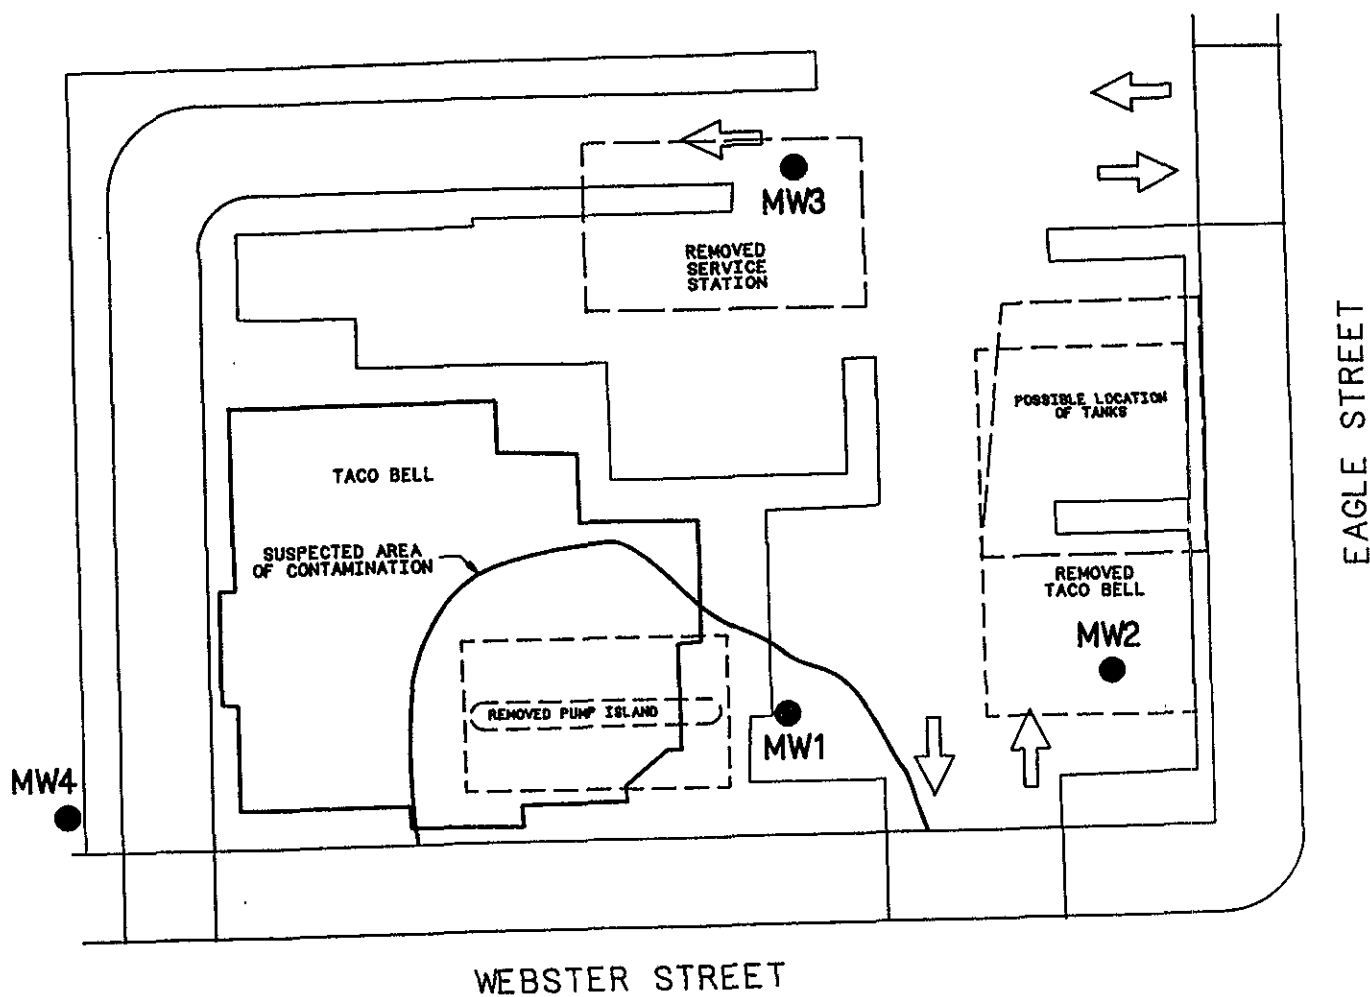 MW3
REMOVED
SERVICE
STATION
EAGLE STREET
POSSIBLE LOCATION
OF TANKS
TACO BELL
SUSPECTED AREA
OF CONTAMINATION
REMOVED
TACO BELL
MW2
REMOVED PUMP ISLAND
MW1
MW4
WEBSTER STREET